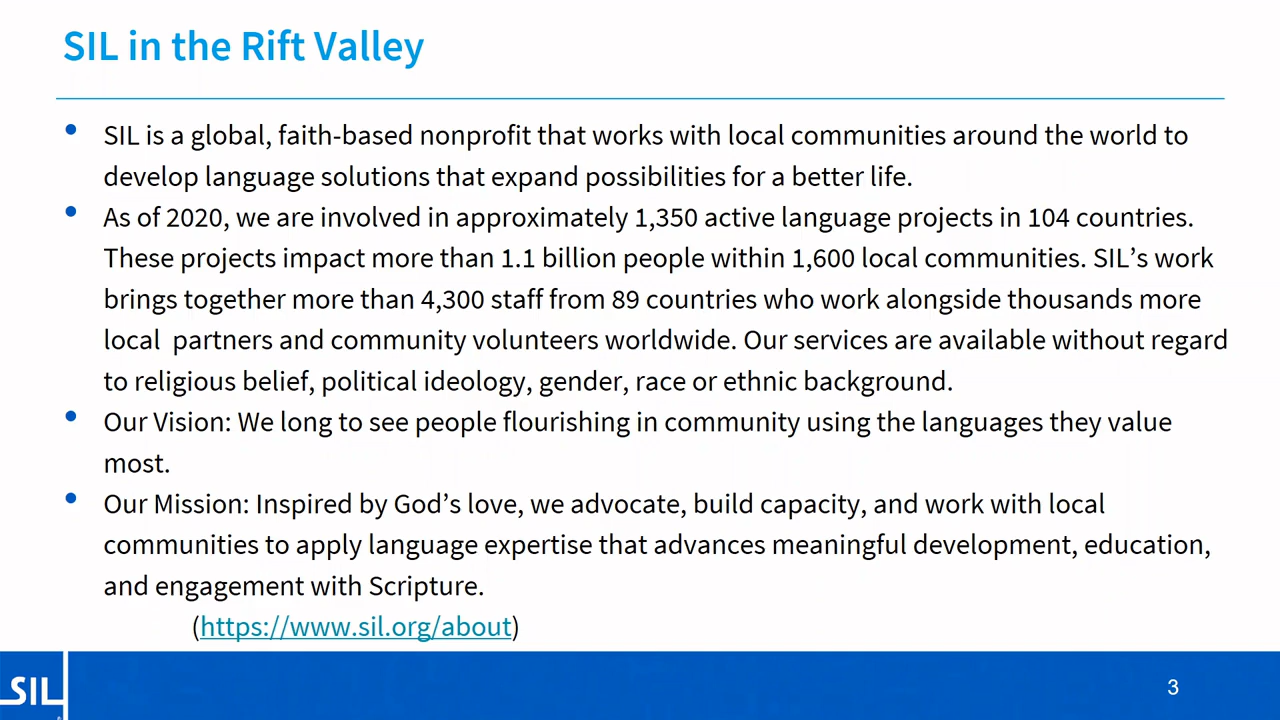 SIL in the Rift Valley
• SIL is a global, faith-based nonprofit that works with local communities around the world to
develop language solutions that expand possibilities for a better life.
• As of 2020, we are involved in approximately 1,350 active language projects in 104 countries.
These projects impact more than 1.1 billion people within 1,600 local communities. SIL’s work
brings together more than 4,300 staff from 89 countries who work alongside thousands more
local  partners and community volunteers worldwide. Our services are available without regard
to religious belief, political ideology, gender, race or ethnic background.
• Our Vision: We long to see people flourishing in community using the languages they value
most.
• Our Mission: Inspired by God’s love, we advocate, build capacity, and work with local
communities to apply language expertise that advances meaningful development, education,
and engagement with Scripture.
(https://www.sil.org/about)
SIL®
3